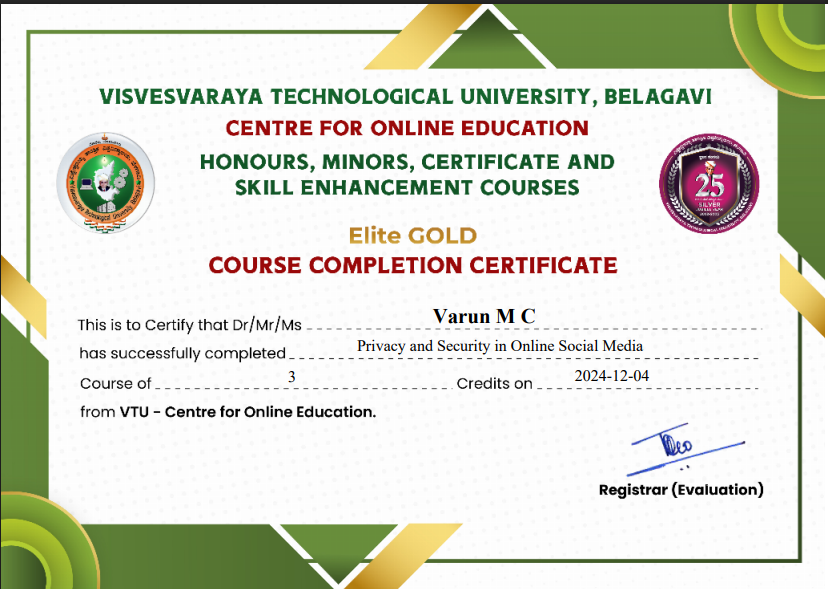 VISVESVARAYA TECHNOLOGICAL UNIVERSITY, BELAGAVI
CENTRE FOR ONLINE EDUCATION
HONOURS, MINORS, CERTIFICATE AND
SKILL ENHANCEMENT COURSES
25
SILVER
Elite GOLD
COURSE COMPLETION CERTIFICATE
This is to Certify that Dr/Mr/Ms Varun M C
has successfully completed Privacy and Security in Online Social Media
Course of 3 Credits on 2024-12-04
from VTU – Centre for Online Education.
Registrar (Evaluation)